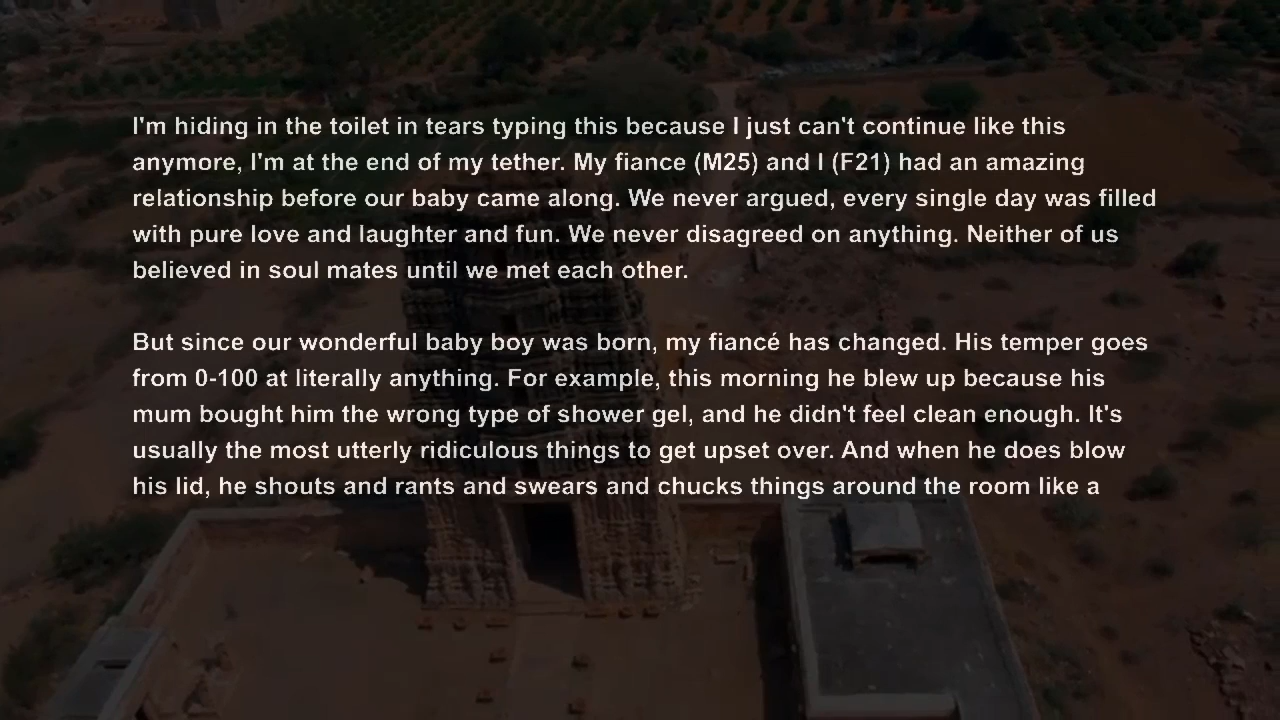 I'm hiding in the toilet in tears typing this because I just can't continue like this
anymore, I'm at the end of my tether. My fiance (M25) and I (F21) had an amazing
relationship before our baby came along. We never argued, every single day was filled
with pure love and laughter and fun. We never disagreed on anything. Neither of us
believed in soul mates until we met each other.
But since our wonderful baby boy was born, my fiancé has changed. His temper goes
from 0-100 at literally anything. For example, this morning he blew up because his
mum bought him the wrong type of shower gel, and he didn't feel clean enough. It's
usually the most utterly ridiculous things to get upset over. And when he does blow
his lid, he shouts and rants and swears and chucks things around the room like a